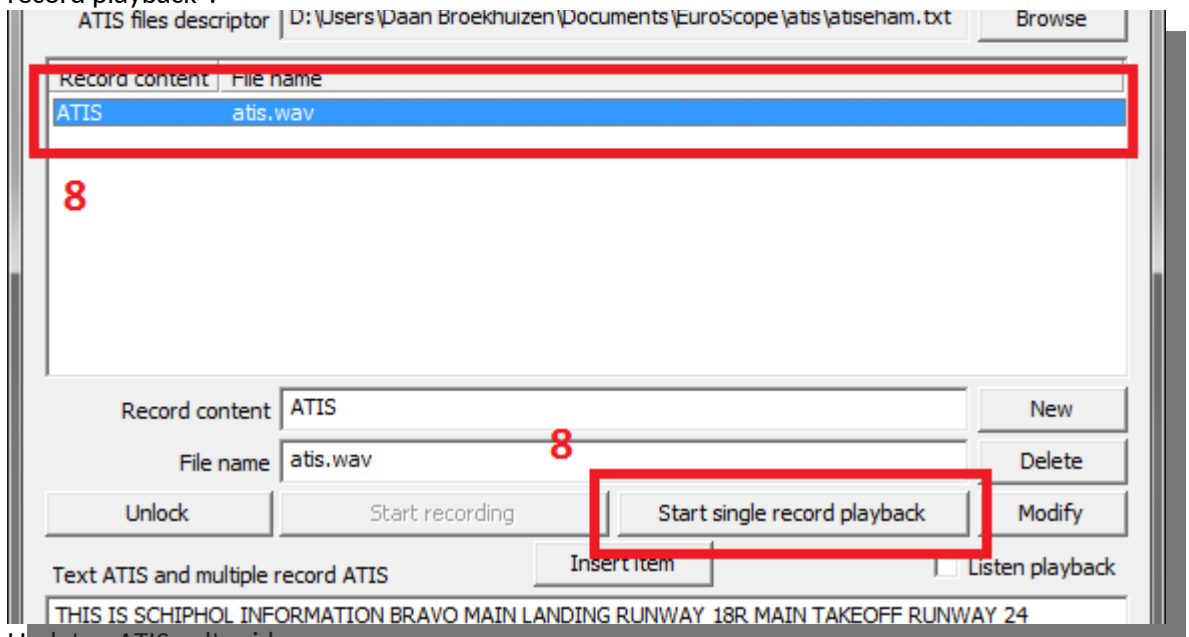 record playback".
ATIS files descriptor D:\Users\Daan Broekhuizen\Documents\EuroScope\atis\atiseham.txt Browse
Record content File name
ATIS atis.wav
8
Record content ATIS New
8
File name atis.wav Delete
Unlock Start recording Start single record playback Modify
Insert item
Text ATIS and multiple record ATIS Listen playback
THIS IS SCHIPHOL INFORMATION BRAVO MAIN LANDING RUNWAY 18R MAIN TAKEOFF RUNWAY 24